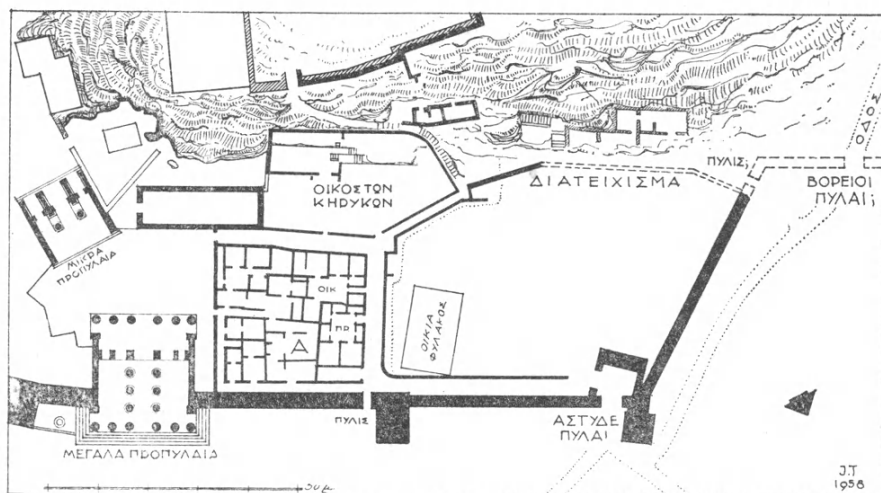 ΟΔΟΣ
ΠΥΛΙΣ;
ΒΟΡΕΙΟΙ
ΠΥΛΑΙ;
ΔΙΑΤΕΙΧΙΣΜΑ
ΟΙΚΟΣ ΤΩΝ
ΚΗΡΥΚΩΝ
ΜΙΚΡΑ
ΠΡΟΠΥΛΑΙΑ
ΟΙΚ
ΠΡ
Α
ΟΙΚΙΑ
ΦΥΛΑΚΟΣ
ΠΥΛΙΣ
ΑΣΤΥΔΕ
ΠΥΛΑΙ
ΜΕΓΑΛΑ ΠΡΟΠΥΛΑΙΑ
50 μ
J.T
1958